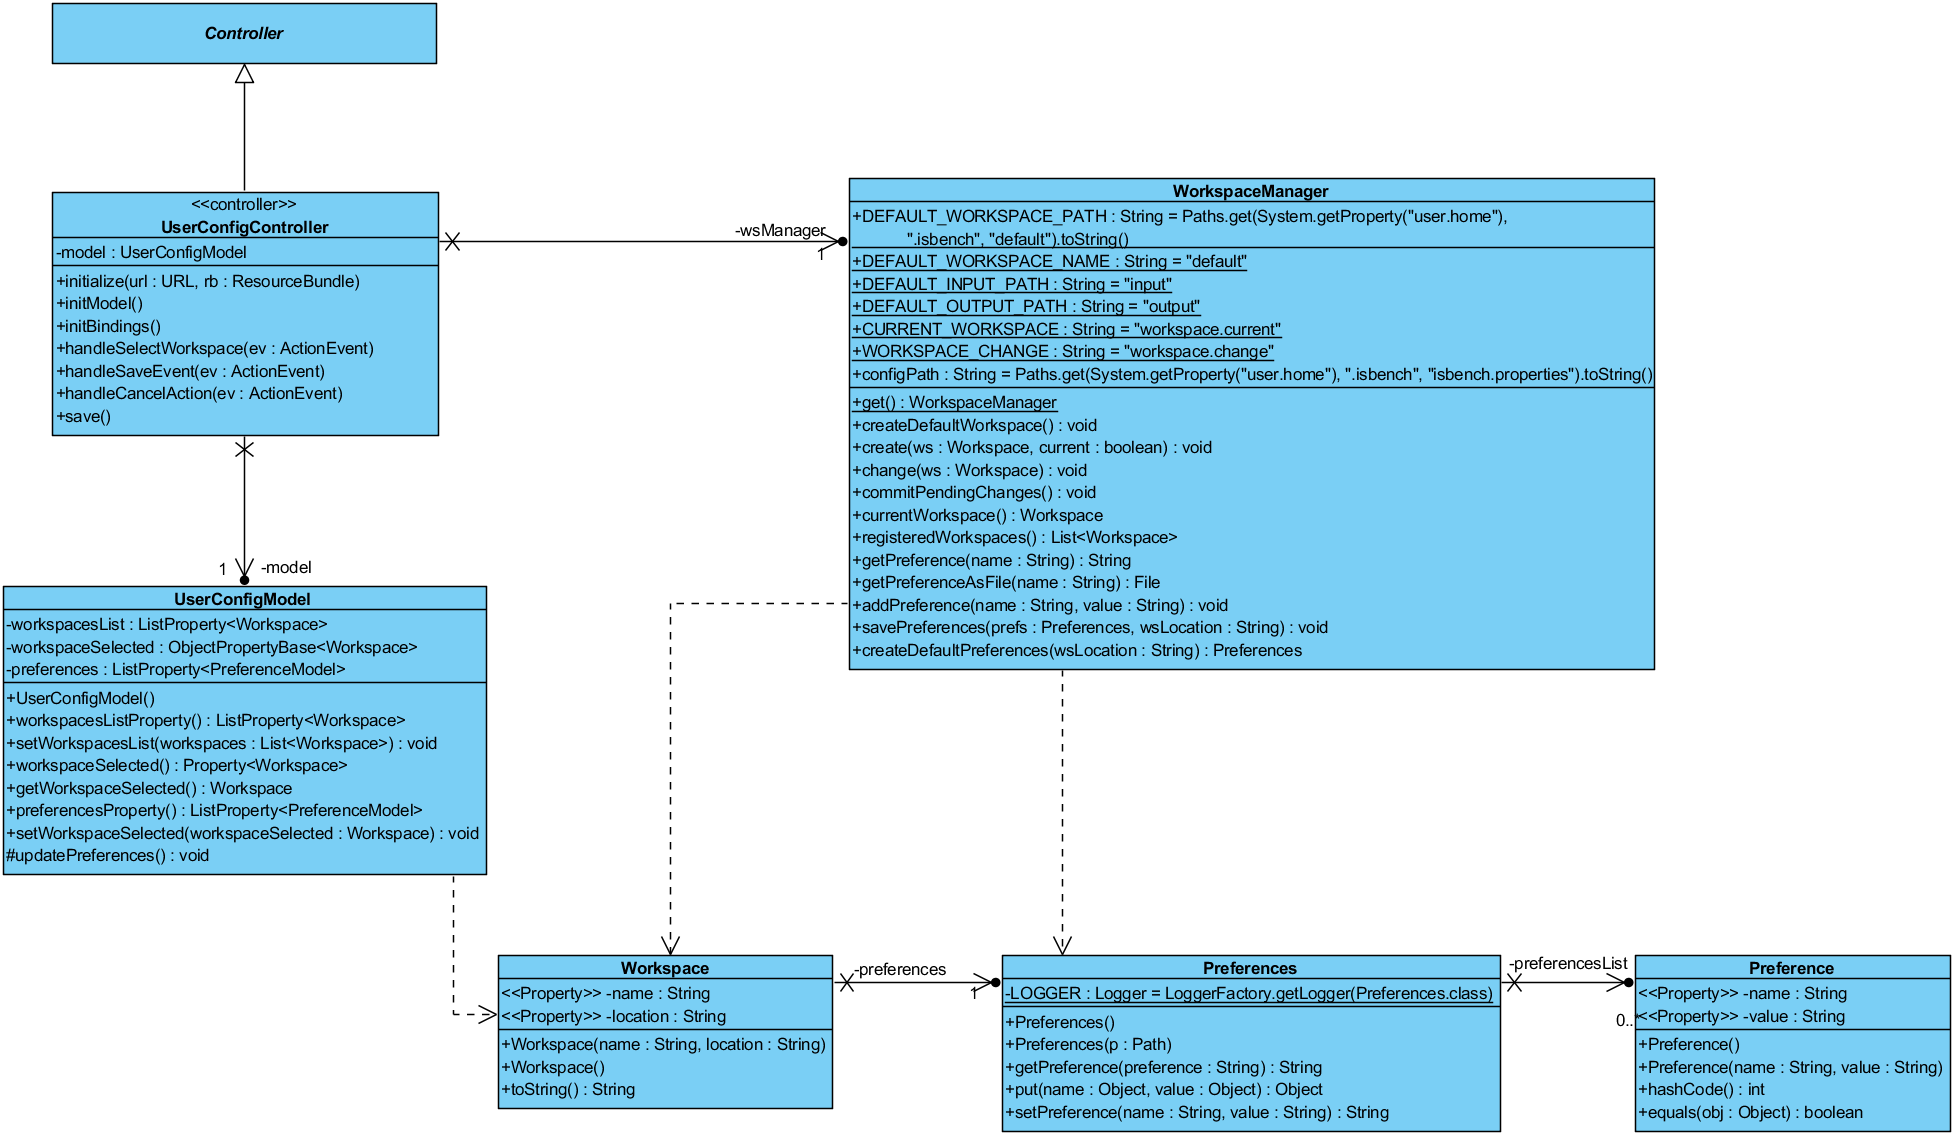 Controller
<<controller>>
UserConfigController
-model : UserConfigModel
+initialize(url : URL, rb : ResourceBundle)
+initModel()
+initBindings()
+handleSelectWorkspace(ev : ActionEvent)
+handleSaveEvent(ev : ActionEvent)
+handleCancelAction(ev : ActionEvent)
+save()
-wsManager
1
WorkspaceManager
+DEFAULT_WORKSPACE_PATH : String = Paths.get(System.getProperty("user.home"),
".isbench", "default").toString()
+DEFAULT_WORKSPACE_NAME : String = "default"
+DEFAULT_INPUT_PATH : String = "input"
+DEFAULT_OUTPUT_PATH : String = "output"
+CURRENT_WORKSPACE : String = "workspace.current"
+WORKSPACE_CHANGE : String = "workspace.change"
+configPath : String = Paths.get(System.getProperty("user.home"), ".isbench", "isbench.properties").toString()
+get() : WorkspaceManager
+createDefaultWorkspace() : void
+create(ws : Workspace, current : boolean) : void
+change(ws : Workspace) : void
+commitPendingChanges() : void
+currentWorkspace() : Workspace
+registeredWorkspaces() : List<Workspace>
+getPreference(name : String) : String
+getPreferenceAsFile(name : String) : File
+addPreference(name : String, value : String) : void
+savePreferences(prefs : Preferences, wsLocation : String) : void
+createDefaultPreferences(wsLocation : String) : Preferences
1
-model
UserConfigModel
-workspacesList : ListProperty<Workspace>
-workspaceSelected : ObjectPropertyBase<Workspace>
-preferences : ListProperty<PreferenceModel>
+UserConfigModel()
+workspacesListProperty() : ListProperty<Workspace>
+setWorkspacesList(workspaces : List<Workspace>) : void
+workspaceSelected() : Property<Workspace>
+getWorkspaceSelected() : Workspace
+preferencesProperty() : ListProperty<PreferenceModel>
+setWorkspaceSelected(workspaceSelected : Workspace) : void
#updatePreferences() : void
Workspace
<<Property>> -name : String
<<Property>> -location : String
+Workspace(name : String, location : String)
+Workspace()
+toString() : String
-preferences
1
Preferences
-LOGGER : Logger = LoggerFactory.getLogger(Preferences.class)
+Preferences()
+Preferences(p : Path)
+getPreference(preference : String) : String
+put(name : Object, value : Object) : Object
+setPreference(name : String, value : String) : String
-preferencesList
0..*
Preference
<<Property>> -name : String
<<Property>> -value : String
+Preference()
+Preference(name : String, value : String)
+hashCode() : int
+equals(obj : Object) : boolean